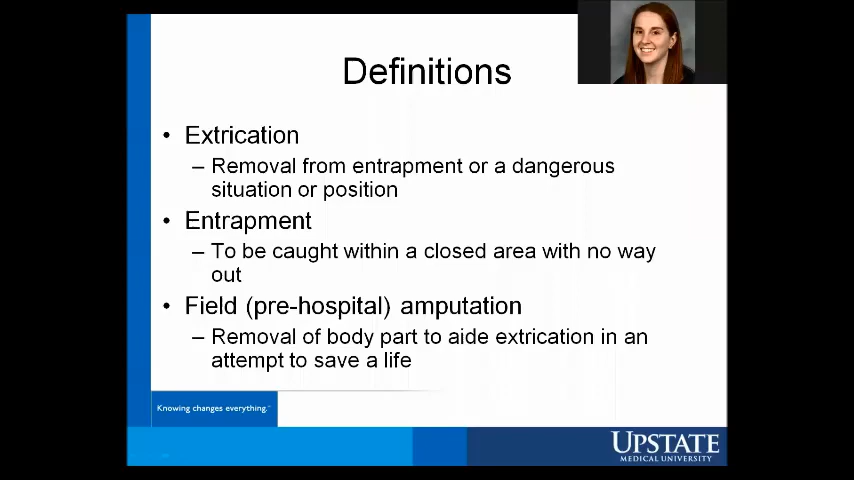 Definitions
• Extrication
– Removal from entrapment or a dangerous
situation or position
• Entrapment
– To be caught within a closed area with no way
out
• Field (pre-hospital) amputation
– Removal of body part to aide extrication in an
attempt to save a life
Knowing changes everything.™
UPSTATE
MEDICAL UNIVERSITY